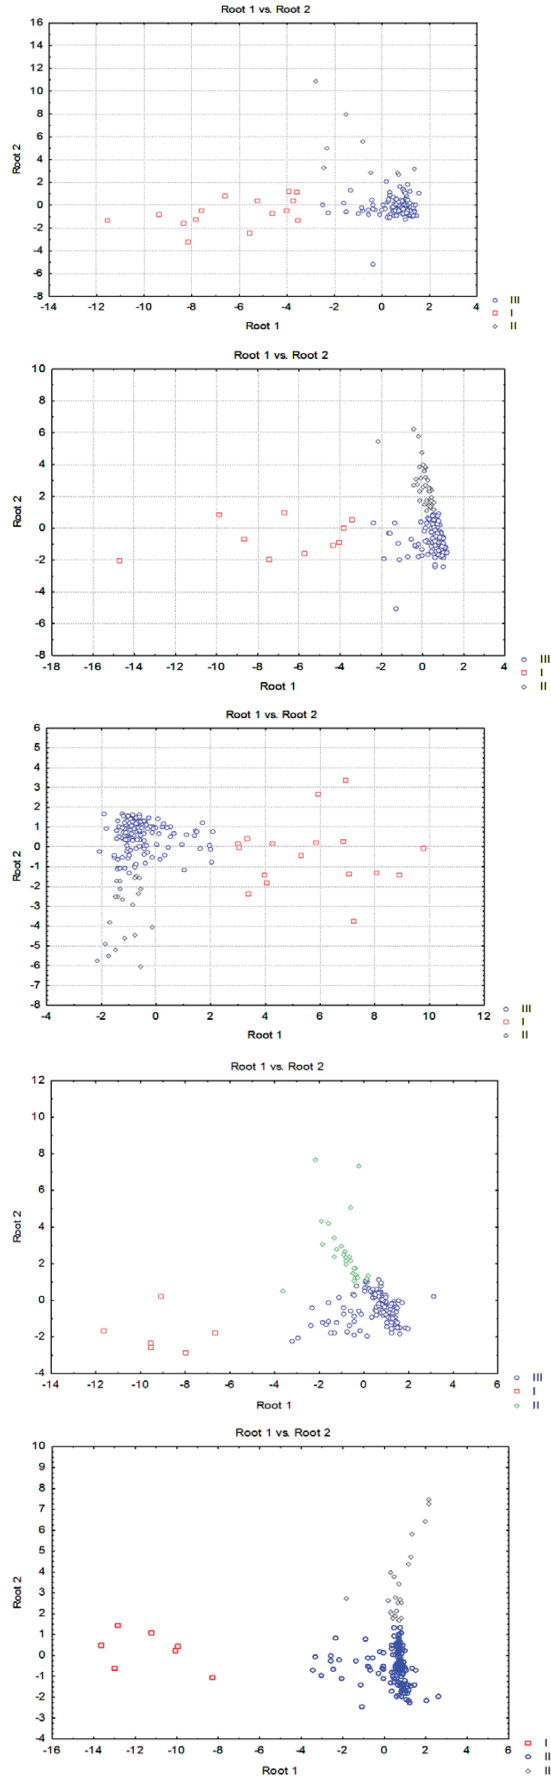 Root 1 vs. Root 2
16
14
12
10
8
6
4
2
0
-2
-4
-6
-8
Root 2
-14 -12 -10 -8 -6 -4 -2 0 2 4
Root 1
III
I
II
Root 1 vs. Root 2
10
8
6
4
2
0
-2
-4
-6
-8
Root 2
-18 -16 -14 -12 -10 -8 -6 -4 -2 0 2 4
Root 1
III
I
II
Root 1 vs. Root 2
6
5
4
3
2
1
0
-1
-2
-3
-4
-5
-6
-7
-8
Root 2
-4 -2 0 2 4 6 8 10 12
Root 1
III
I
II
Root 1 vs. Root 2
12
10
8
6
4
2
0
-2
-4
Root 2
-14 -12 -10 -8 -6 -4 -2 0 2 4 6
Root 1
III
I
II
Root 1 vs. Root 2
10
9
8
7
6
5
4
3
2
1
0
-1
-2
-3
-4
Root 2
-16 -14 -12 -10 -8 -6 -4 -2 0 2 4 6
Root 1
I
II
II